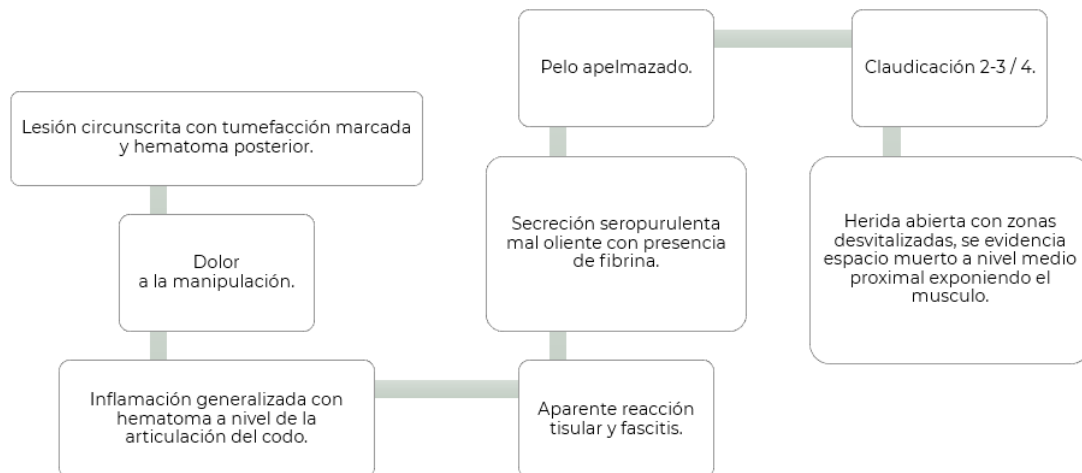 Lesión circunscrita con tumefacción marcada
y hematoma posterior.
Dolor
a la manipulación.
Inflamación generalizada con
hematoma a nivel de la
articulación del codo.
Aparente reacción
tisular y fascitis.
Secreción seropurulenta
mal oliente con presencia
de fibrina.
Pelo apelmazado.
Claudicación 2-3 / 4.
Herida abierta con zonas
desvitalizadas, se evidencia
espacio muerto a nivel medio
proximal exponiendo el
musculo.